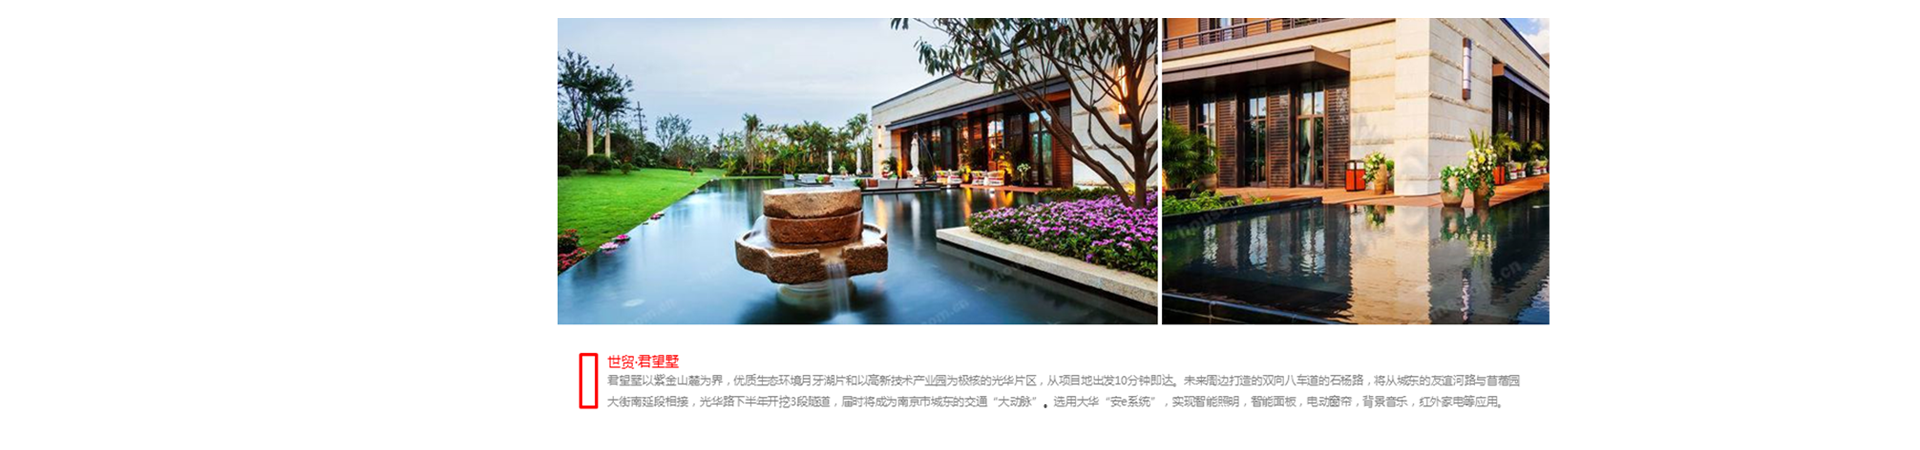 世贸·君望墅
君望墅以紫金山麓为界，优质生态环境月牙湖片和以高新技术产业园为极核的光华片区，从项目地出发10分钟即达。未来周边打造的双向八车道的石杨路，将从城东的友谊河路与苜蓿园
大街南延段相接，光华路下半年开挖3段隧道，届时将成为南京市城东的交通“大动脉”。选用大华“安e系统”，实现智能照明，智能面板，电动窗帘，背景音乐，红外家电等应用。